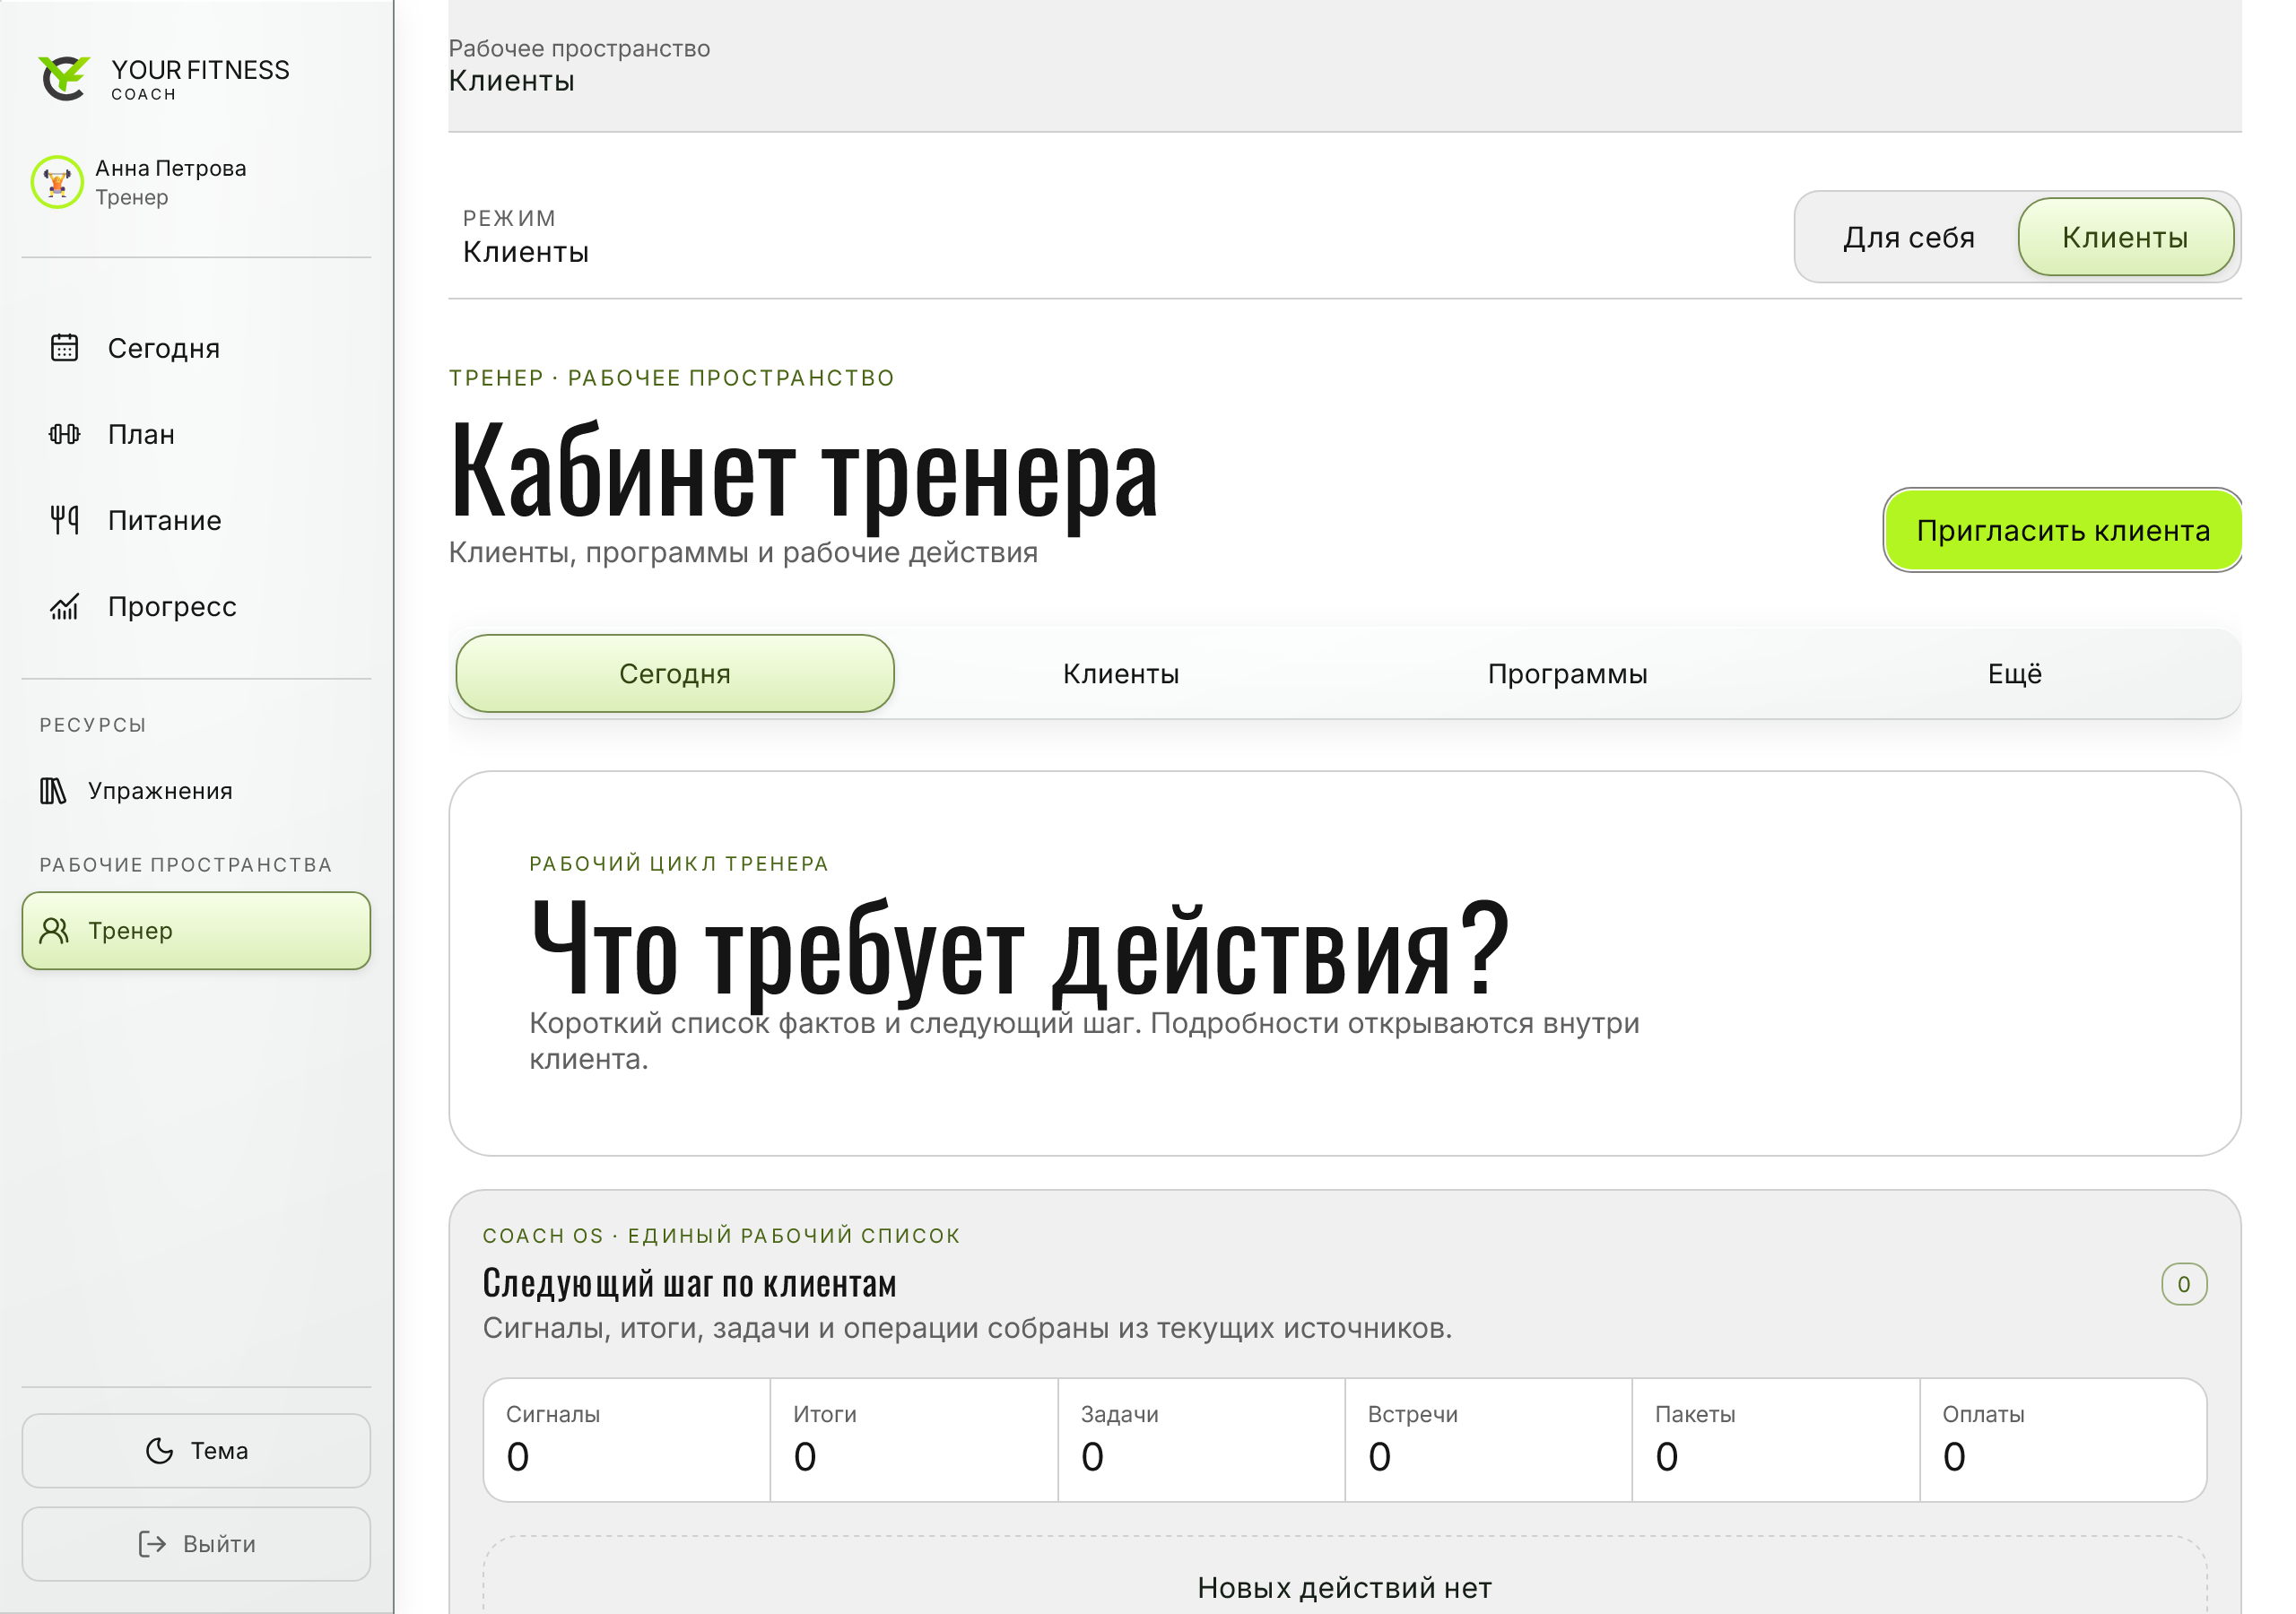 YOUR FITNESS
COACH
Анна Петрова
Тренер
Сегодня
План
Питание
Прогресс
РЕСУРСЫ
Упражнения
РАБОЧИЕ ПРОСТРАНСТВА
Тренер
Тема
Выйти
Рабочее пространство
Клиенты
РЕЖИМ
Клиенты
Для себя
Клиенты
ТРЕНЕР · РАБОЧЕЕ ПРОСТРАНСТВО
Кабинет тренера
Клиенты, программы и рабочие действия
Пригласить клиента
Сегодня
Клиенты
Программы
Ещё
РАБОЧИЙ ЦИКЛ ТРЕНЕРА
Что требует действия?
Короткий список фактов и следующий шаг. Подробности открываются внутри
клиента.
COACH OS · ЕДИНЫЙ РАБОЧИЙ СПИСОК
Следующий шаг по клиентам
0
Сигналы, итоги, задачи и операции собраны из текущих источников.
Сигналы
0
Итоги
0
Задачи
0
Встречи
0
Пакеты
0
Оплаты
0
Новых действий нет